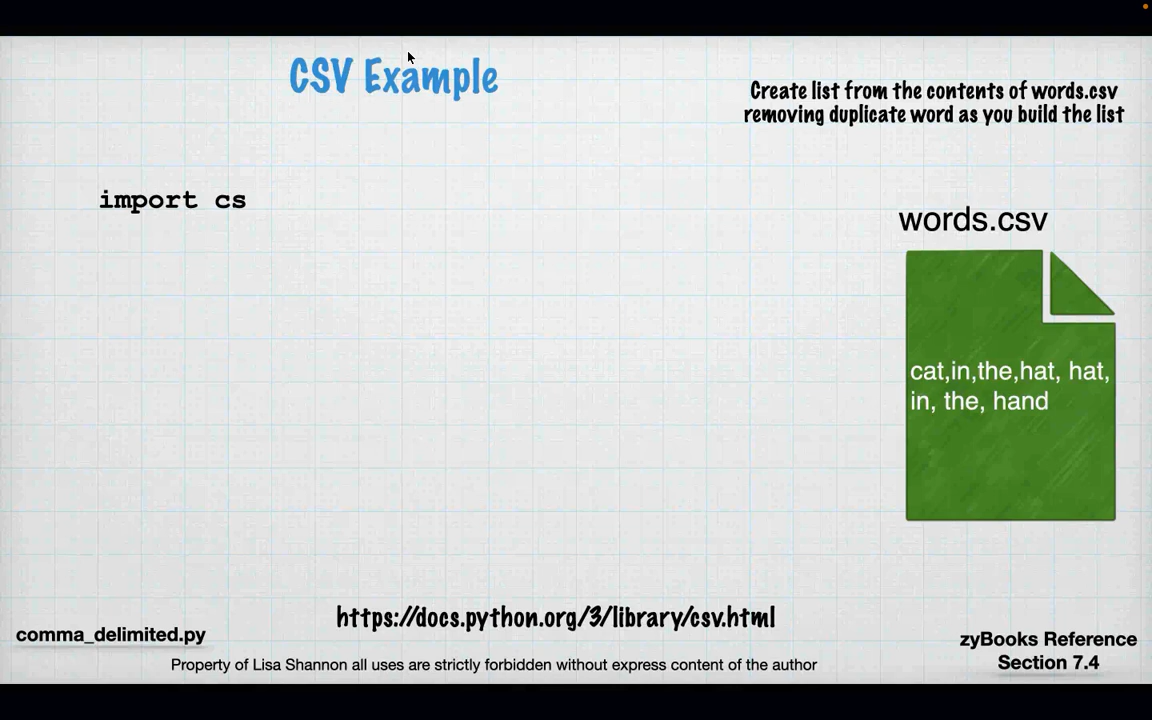 CSV Example
Create list from the contents of words.csv
removing duplicate word as you build the list
import cs
words.csv
cat,in,the,hat, hat,
in, the, hand
https://docs.python.org/3/library/csv.html
comma_delimited.py
zyBooks Reference
Section 7.4
Property of Lisa Shannon all uses are strictly forbidden without express content of the author